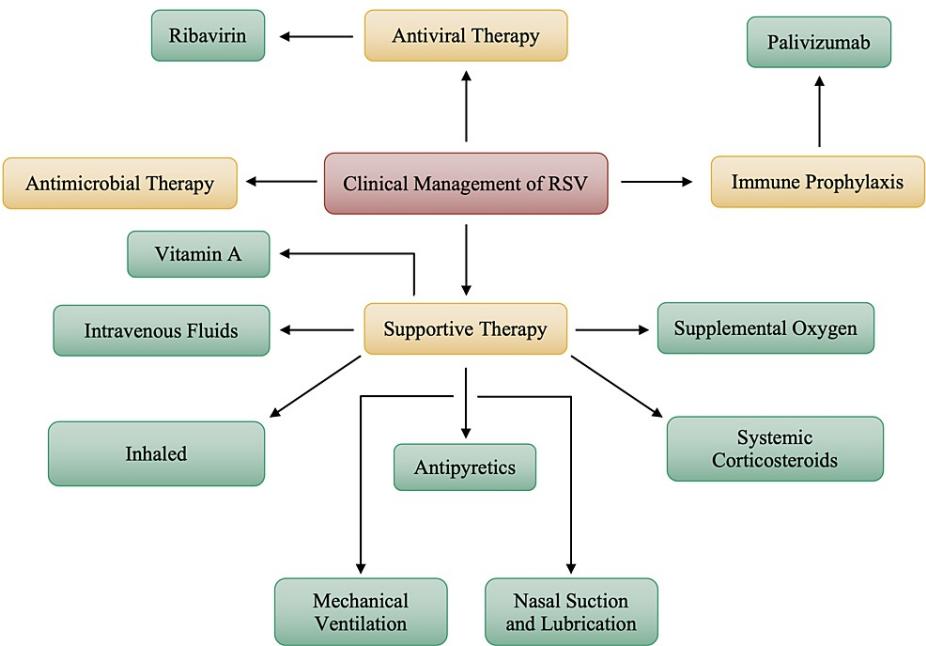 Ribavirin
Antiviral Therapy
Palivizumab
Antimicrobial Therapy
Clinical Management of RSV
Immune Prophylaxis
Vitamin A
Intravenous Fluids
Supportive Therapy
Supplemental Oxygen
Inhaled
Antipyretics
Systemic
Corticosteroids
Mechanical
Ventilation
Nasal Suction
and Lubrication